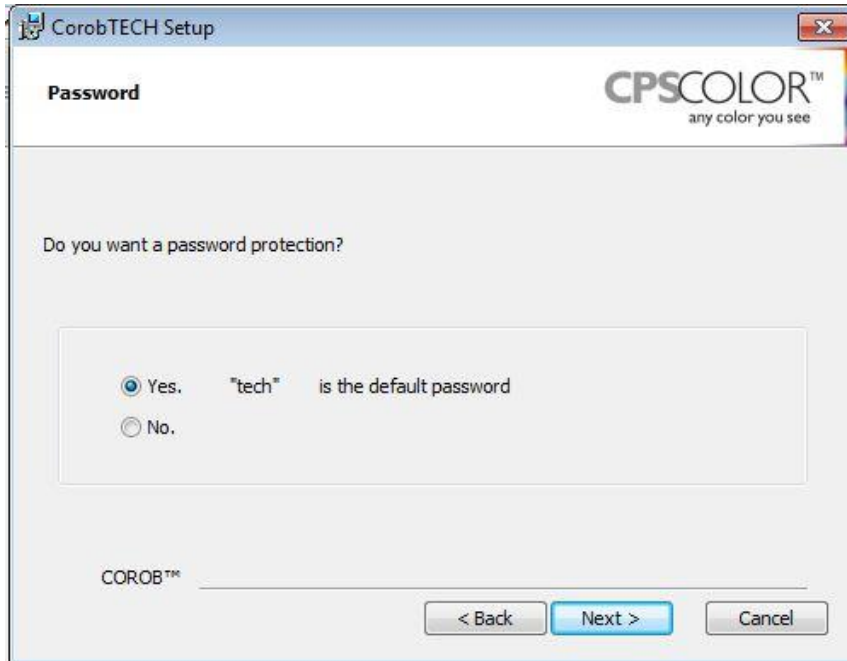 CorobTECH Setup
Password
CPSCOLOR™
any color you see
Do you want a password protection?
Yes. "tech" is the default password
No.
COROB™
< Back Next > Cancel